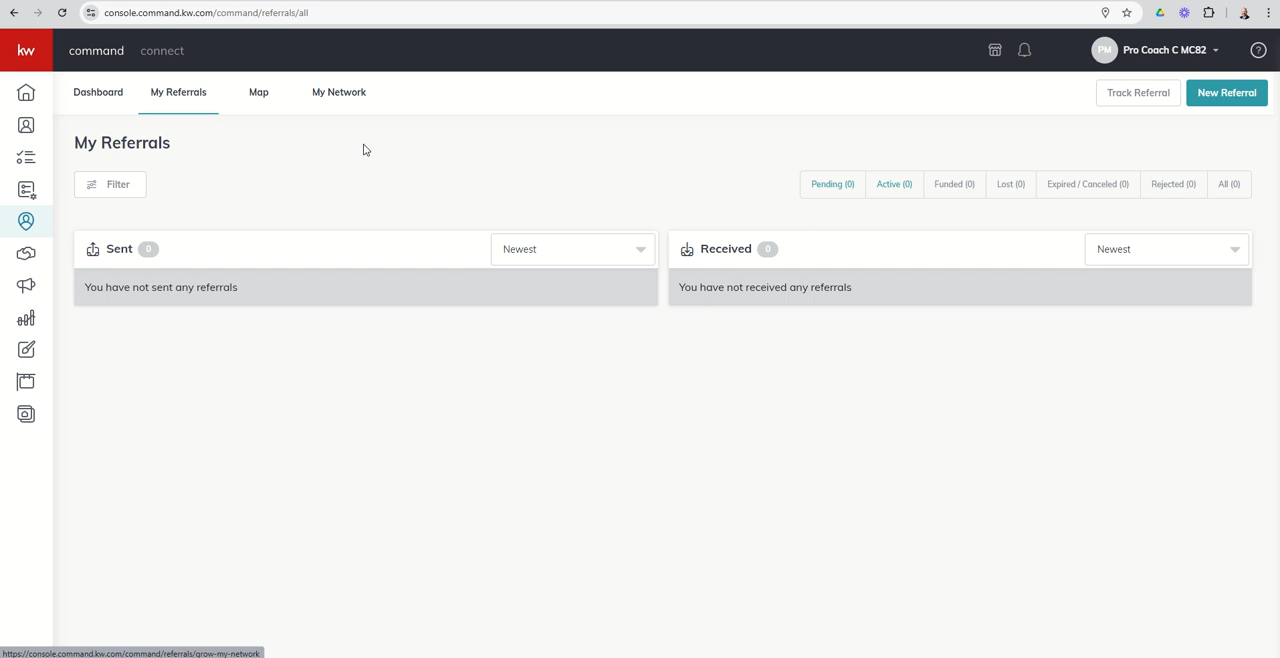 console.command.kw.com/command/referrals/all
kw
command
connect
PM
Pro Coach C MC82
?
Dashboard
My Referrals
Map
My Network
Track Referral
New Referral
My Referrals
Filter
Pending (0)
Active (0)
Funded (0)
Lost (0)
Expired / Canceled (0)
Rejected (0)
All (0)
Sent 0
Newest
Received 0
Newest
You have not sent any referrals
You have not received any referrals
https://console.command.kw.com/command/referrals/grow-my-network